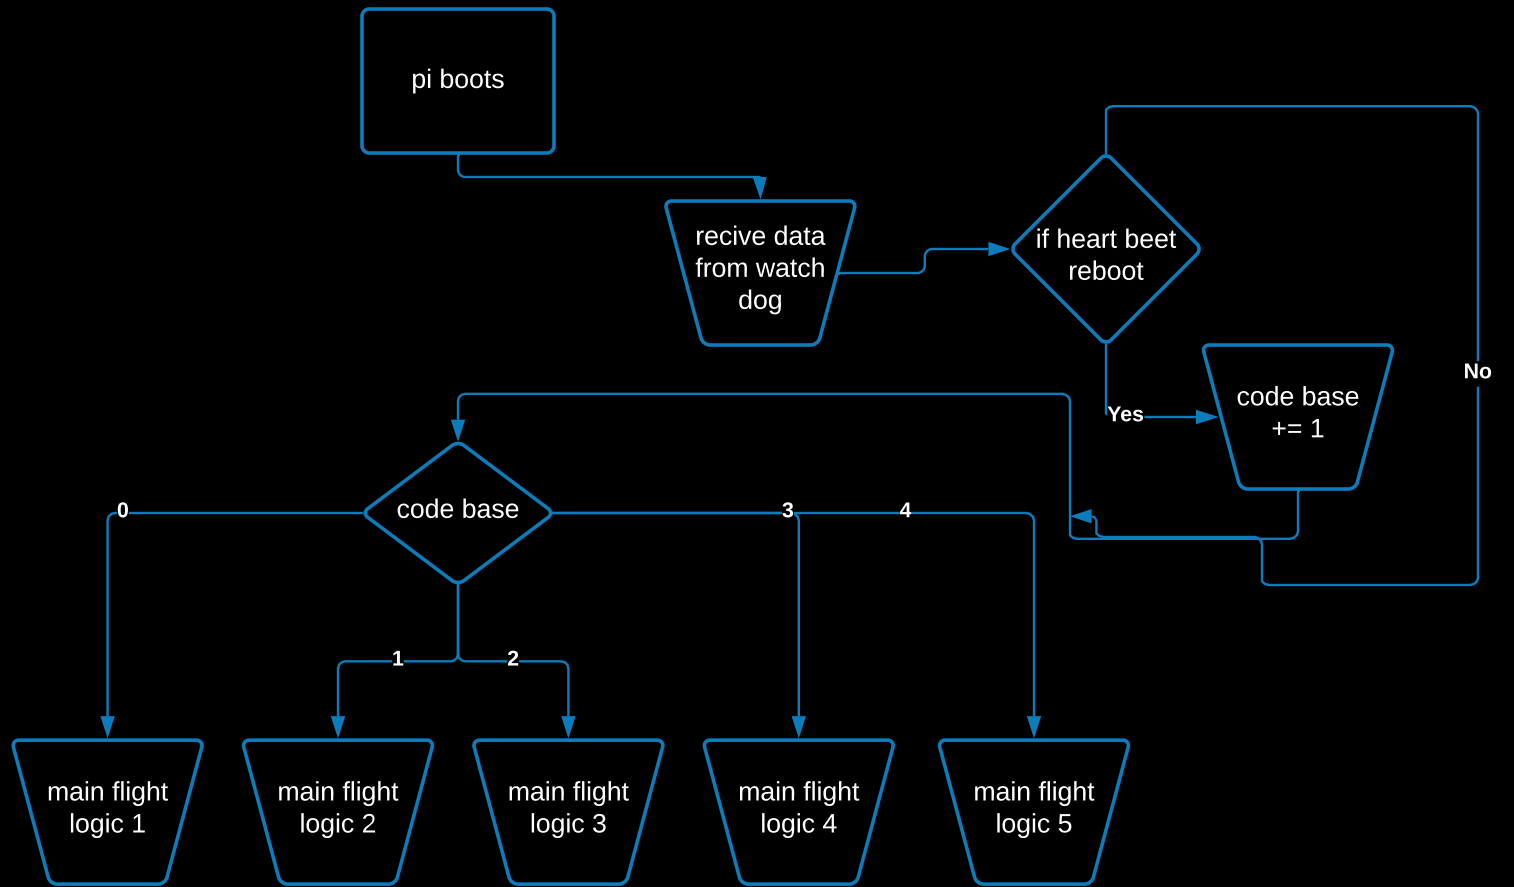 pi boots
recive data
from watch
dog
if heart beet
reboot
No
Yes
code base
+= 1
code base
0
3
4
1
2
main flight
logic 1
main flight
logic 2
main flight
logic 3
main flight
logic 4
main flight
logic 5